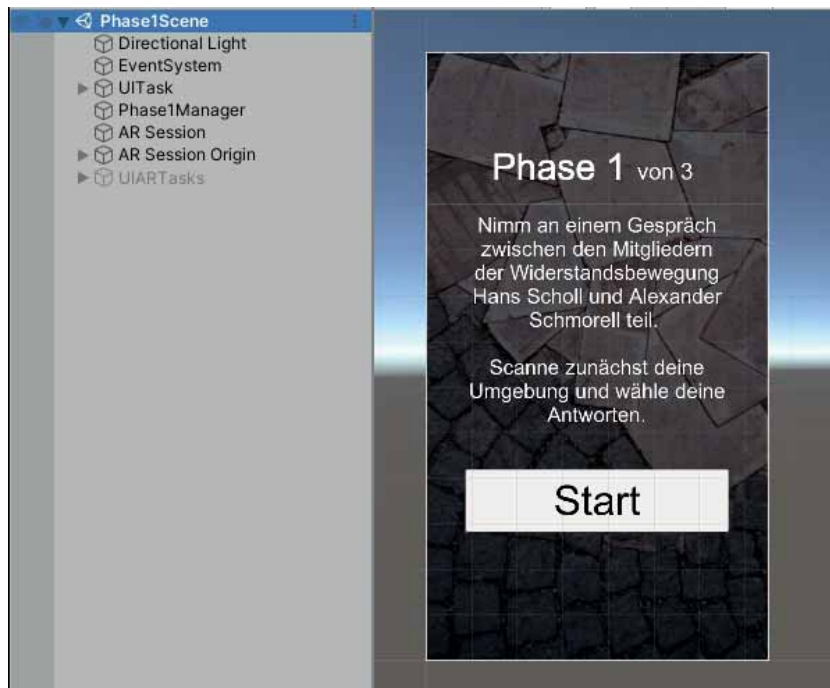 Phase1Scene
Directional Light
EventSystem
UITask
Phase1Manager
AR Session
AR Session Origin
UIARTasks
Phase 1 von 3
Nimm an einem Gespräch
zwischen den Mitgliedern
der Widerstandsbewegung
Hans Scholl und Alexander
Schmorell teil.
Scanne zunächst deine
Umgebung und wähle deine
Antworten.
Start